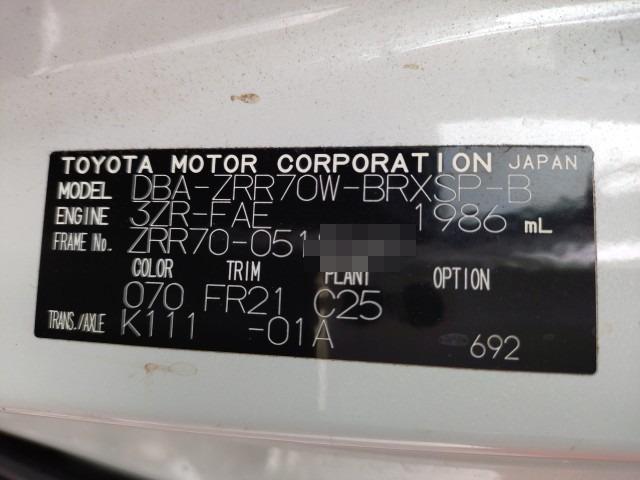 TOYOTA MOTOR CORPORATION JAPAN
MODEL DBA-ZRR70W-BRXSP-B
ENGINE 3ZR-FAE 1986 mL
FRAME No. ZRR70-051
COLOR TRIM PLANT OPTION
070 FR21 C25
TRANS./AXLE K111 -01A
692